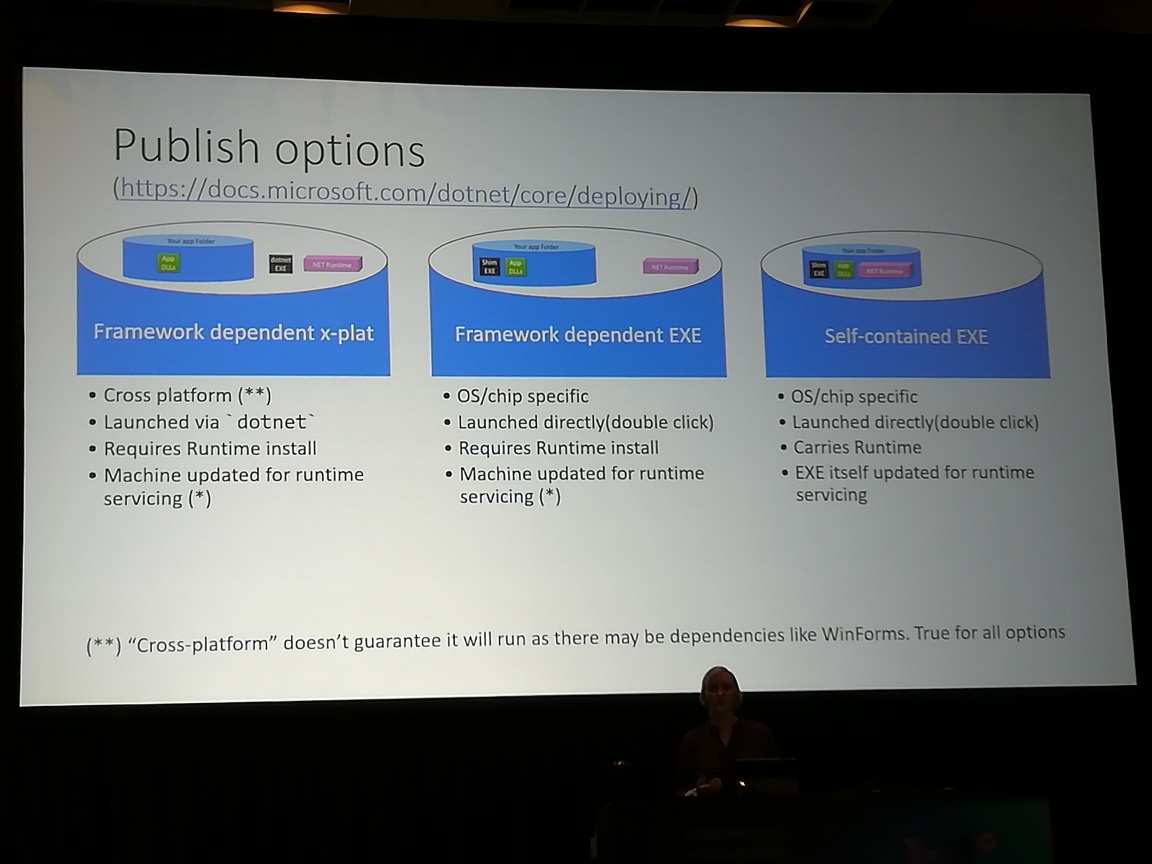 Publish options
(https://docs.microsoft.com/dotnet/core/deploying/)
Your app Folder
App
DLLs
dotnet
EXE
.NET Runtime
Framework dependent x-plat
• Cross platform (**)
• Launched via `dotnet`
• Requires Runtime install
• Machine updated for runtime
servicing (*)
Your app Folder
Shim
EXE
App
DLLs
.NET Runtime
Framework dependent EXE
• OS/chip specific
• Launched directly(double click)
• Requires Runtime install
• Machine updated for runtime
servicing (*)
Your app Folder
Shim
EXE
App
DLLs
.NET Runtime
Self-contained EXE
• OS/chip specific
• Launched directly(double click)
• Carries Runtime
• EXE itself updated for runtime
servicing
(**) “Cross-platform” doesn’t guarantee it will run as there may be dependencies like WinForms. True for all options